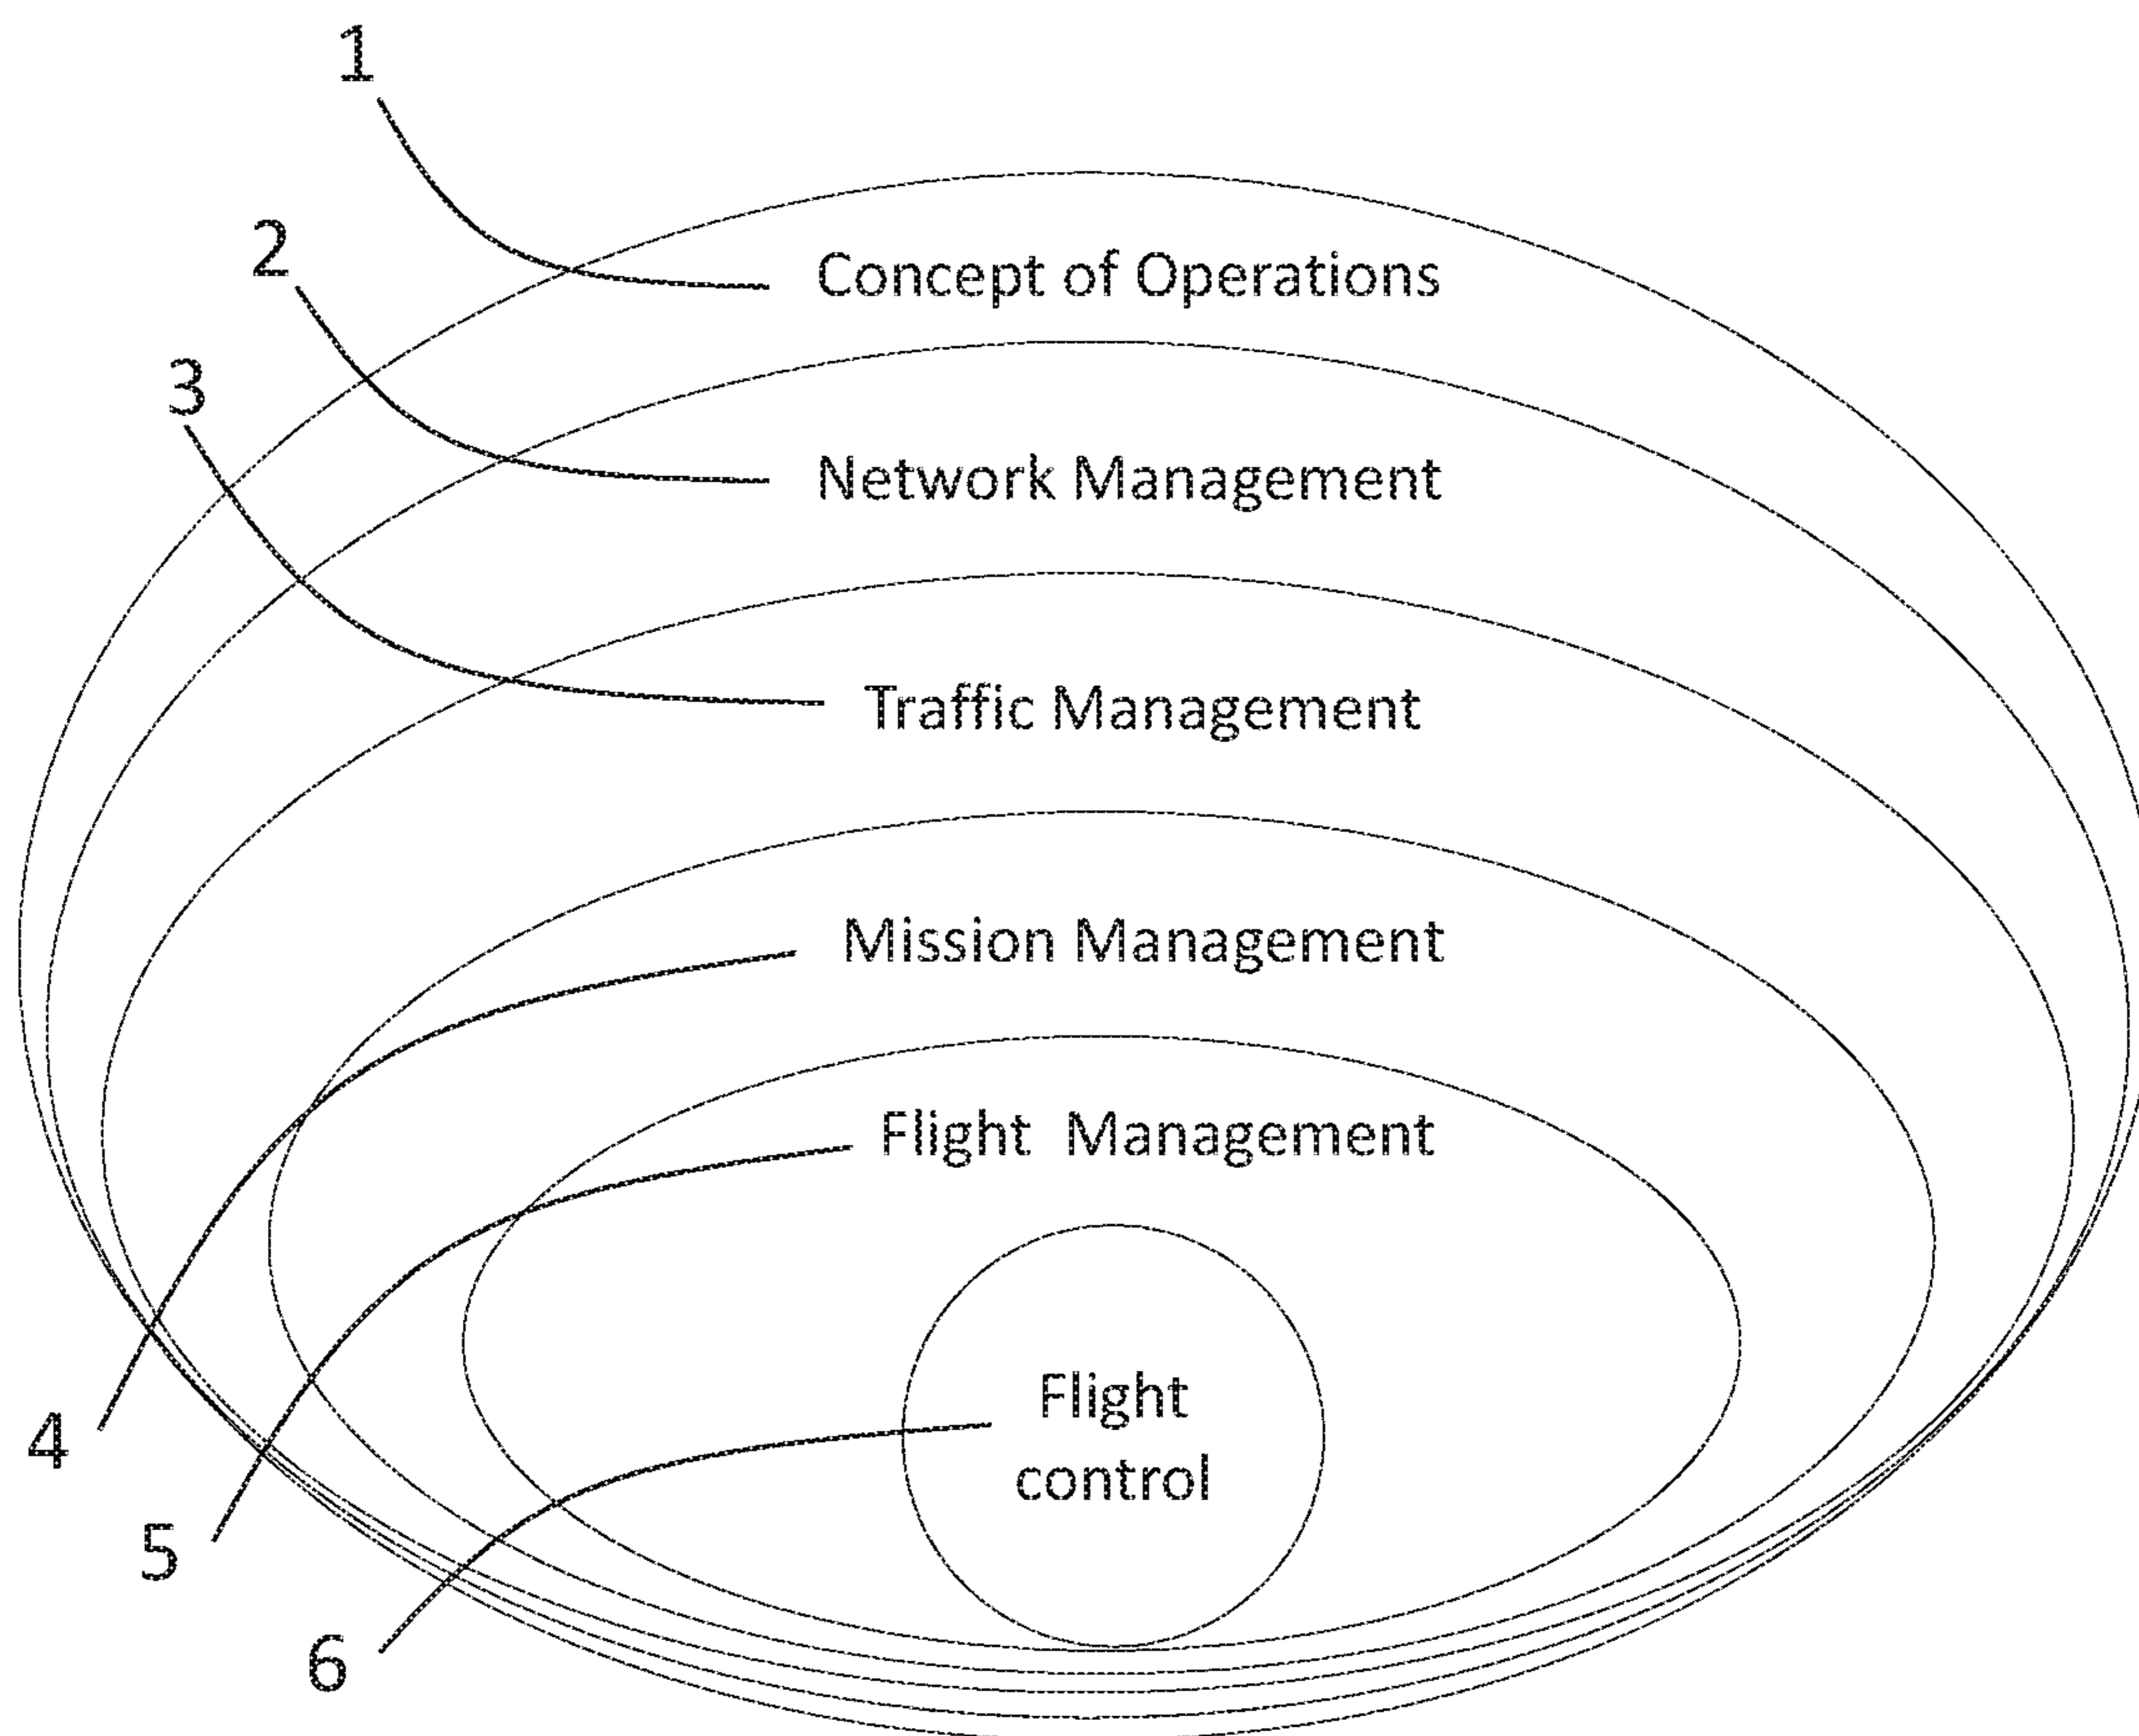 1
Concept of Operations
2
Network Management
3
Traffic Management
Mission Management
4
Flight Management
5
Flight
control
6